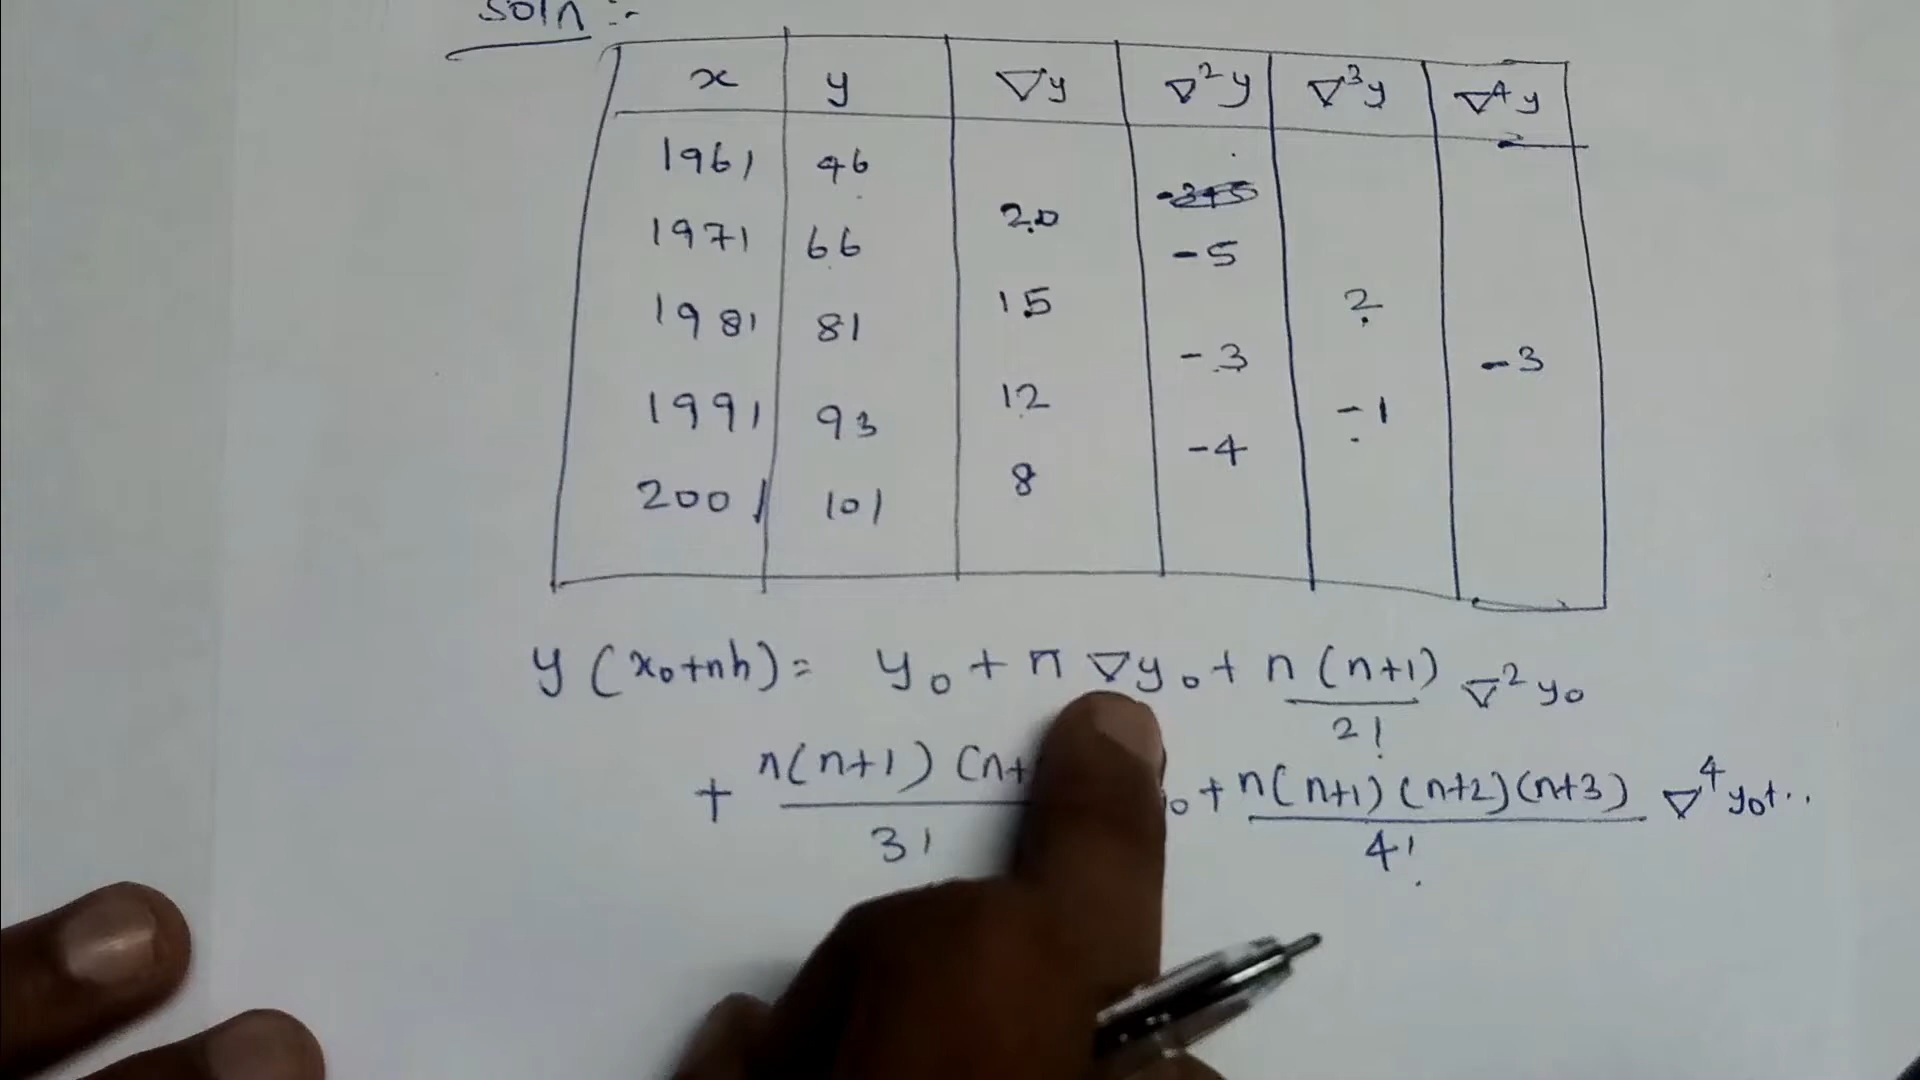 Soln :-
x y ∇y ∇²y ∇³y ∇⁴y
1961 46
20
1971 66 -5
15 2
1981 81 -3 -3
12 -1
1991 93 -4
8
2001 101
y(x₀+nh) = y₀ + n ∇y₀ + n(n+1)/2! ∇²y₀
+ n(n+1)(n+ /3! ₀ + n(n+1)(n+2)(n+3)/4! ∇⁴y₀+..